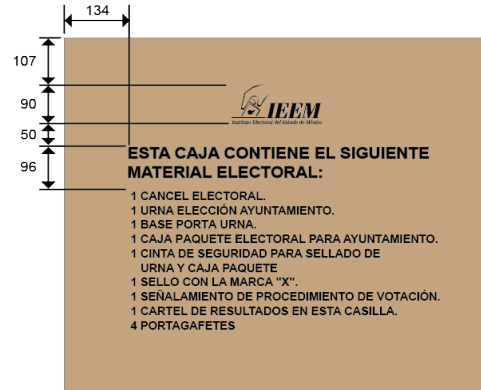 134
107
90
50
96
IEEM
Instituto Electoral del Estado de México
ESTA CAJA CONTIENE EL SIGUIENTE
MATERIAL ELECTORAL:
1 CANCEL ELECTORAL.
1 URNA ELECCIÓN AYUNTAMIENTO.
1 BASE PORTA URNA.
1 CAJA PAQUETE ELECTORAL PARA AYUNTAMIENTO.
1 CINTA DE SEGURIDAD PARA SELLADO DE
URNA Y CAJA PAQUETE
1 SELLO CON LA MARCA "X".
1 SEÑALAMIENTO DE PROCEDIMIENTO DE VOTACIÓN.
1 CARTEL DE RESULTADOS EN ESTA CASILLA.
4 PORTAGAFETES